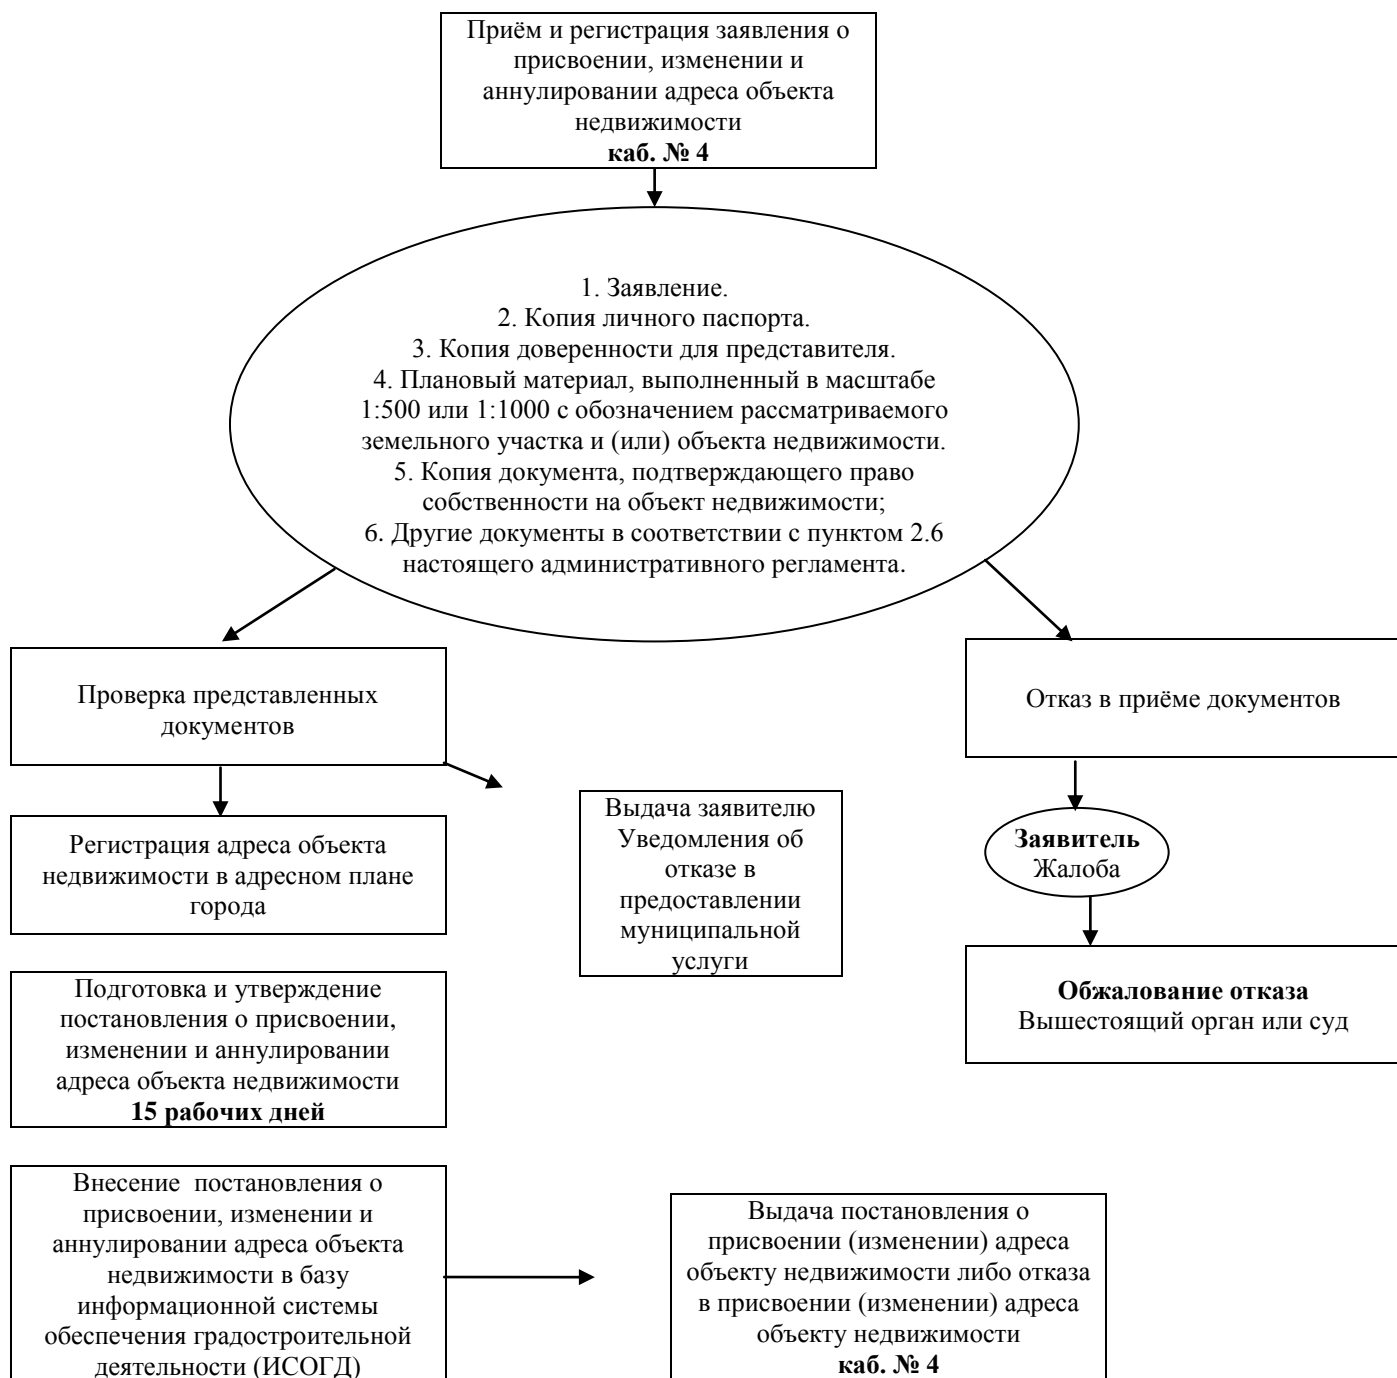 Приём и регистрация заявления о
присвоении, изменении и
аннулировании адреса объекта
недвижимости
каб. № 4
1. Заявление.
2. Копия личного паспорта.
3. Копия доверенности для представителя.
4. Плановый материал, выполненный в масштабе
1:500 или 1:1000 с обозначением рассматриваемого
земельного участка и (или) объекта недвижимости.
5. Копия документа, подтверждающего право
собственности на объект недвижимости;
6. Другие документы в соответствии с пунктом 2.6
настоящего административного регламента.
Проверка представленных
документов
Отказ в приёме документов
Регистрация адреса объекта
недвижимости в адресном плане
города
Выдача заявителю
Уведомления об
отказе в
предоставлении
муниципальной
услуги
Заявитель
Жалоба
Обжалование отказа
Вышестоящий орган или суд
Подготовка и утверждение
постановления о присвоении,
изменении и аннулировании
адреса объекта недвижимости
15 рабочих дней
Внесение  постановления о
присвоении, изменении и
аннулировании адреса объекта
недвижимости в базу
информационной системы
обеспечения градостроительной
деятельности (ИСОГД)
Выдача постановления о
присвоении (изменении) адреса
объекту недвижимости либо отказа
в присвоении (изменении) адреса
объекту недвижимости
каб. № 4